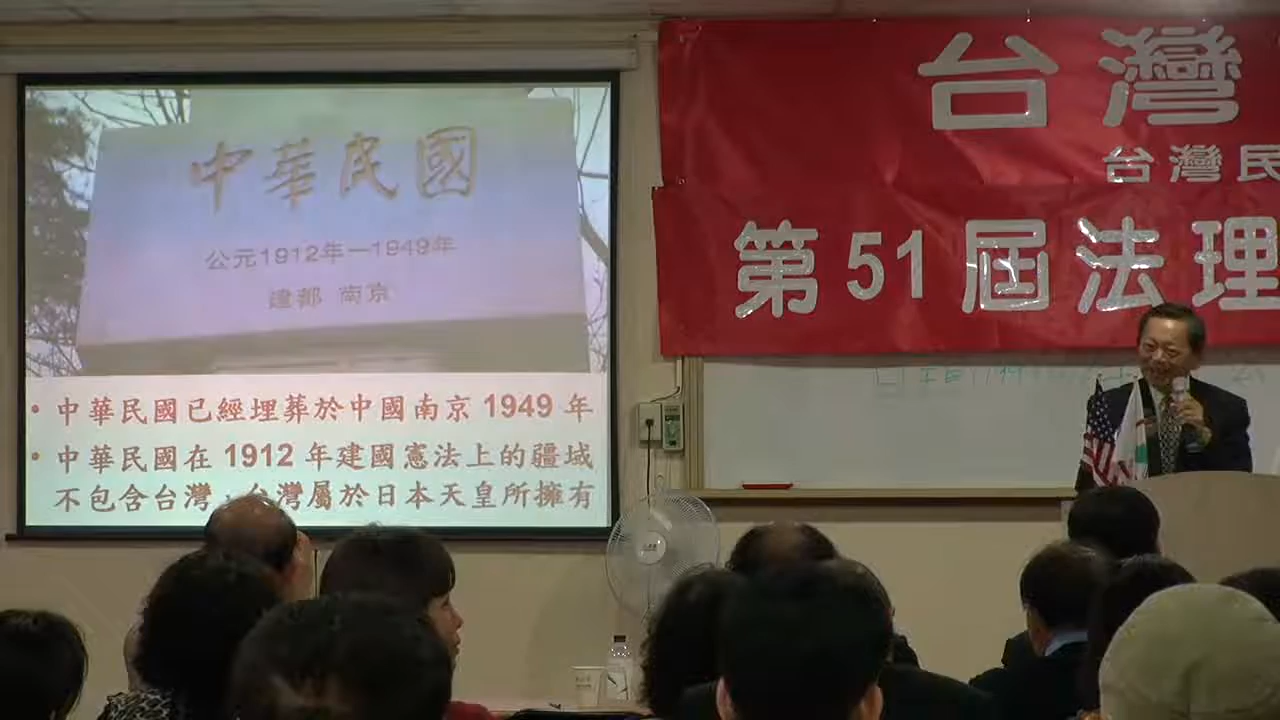 中華民國
公元1912年—1949年
建都 南京
• 中華民國已經埋葬於中國南京 1949 年
• 中華民國在 1912 年建國憲法上的疆域
不包含台灣，台灣屬於日本天皇所擁有
台灣
台灣民
第51屆法理